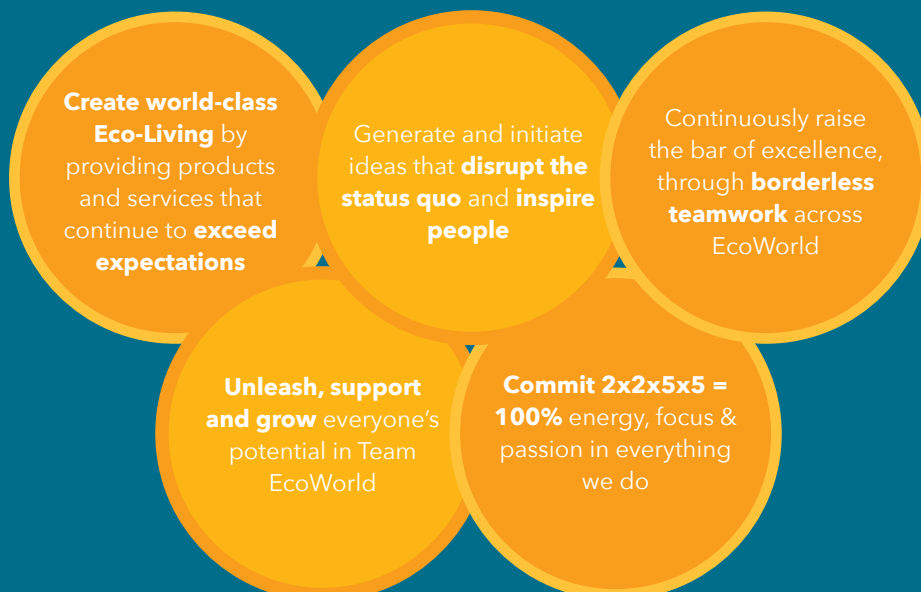 Create world-class
Eco-Living by
providing products
and services that
continue to exceed
expectations
Generate and initiate
ideas that disrupt the
status quo and inspire
people
Continuously raise
the bar of excellence,
through borderless
teamwork across
EcoWorld
Unleash, support
and grow everyone's
potential in Team
EcoWorld
Commit 2x2x5x5 =
100% energy, focus &
passion in everything
we do